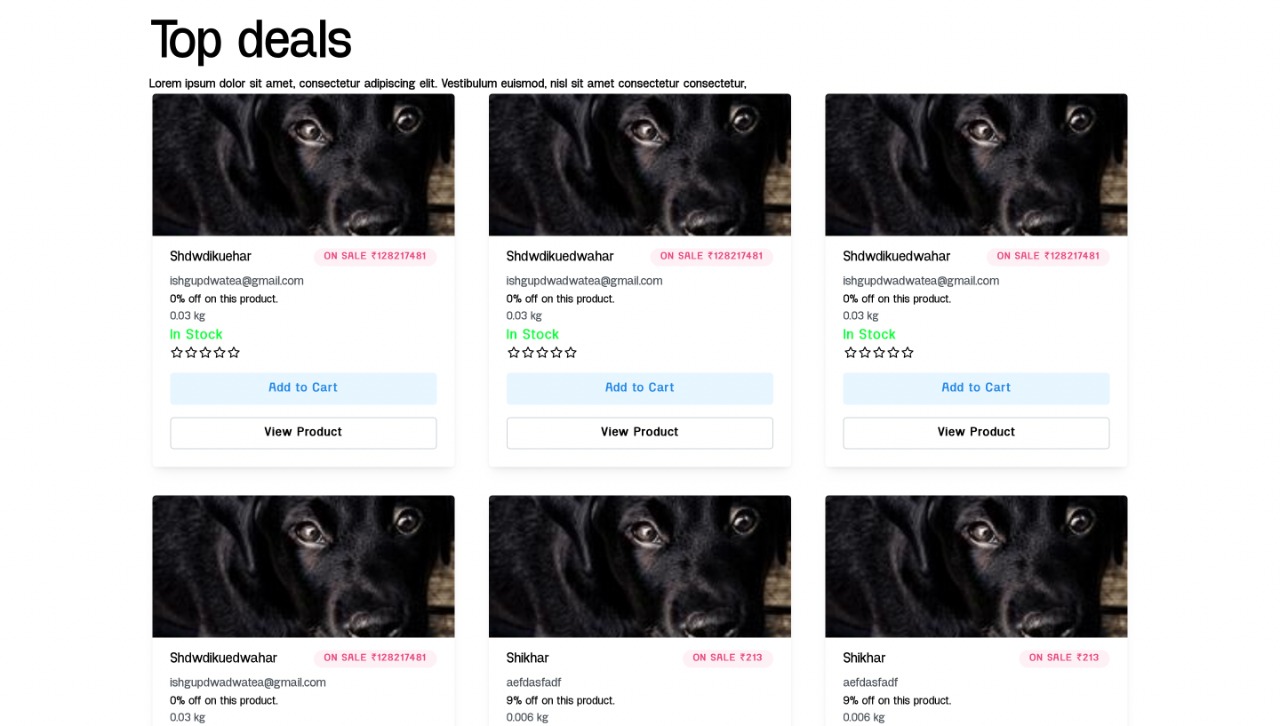 Top deals
Lorem ipsum dolor sit amet, consectetur adipiscing elit. Vestibulum euismod, nisl sit amet consectetur consectetur,
Shdwdikuehar ON SALE ₹128217481
ishgupdwatea@gmail.com
0% off on this product.
0.03 kg
In Stock
Add to Cart
View Product
Shdwdikuedwahar ON SALE ₹128217481
ishgupdwadwatea@gmail.com
0% off on this product.
0.03 kg
In Stock
Add to Cart
View Product
Shdwdikuedwahar ON SALE ₹128217481
ishgupdwadwatea@gmail.com
0% off on this product.
0.03 kg
In Stock
Add to Cart
View Product
Shdwdikuedwahar ON SALE ₹128217481
ishgupdwadwatea@gmail.com
0% off on this product.
0.03 kg
Shikhar ON SALE ₹213
aefdasfadf
9% off on this product.
0.006 kg
Shikhar ON SALE ₹213
aefdasfadf
9% off on this product.
0.006 kg